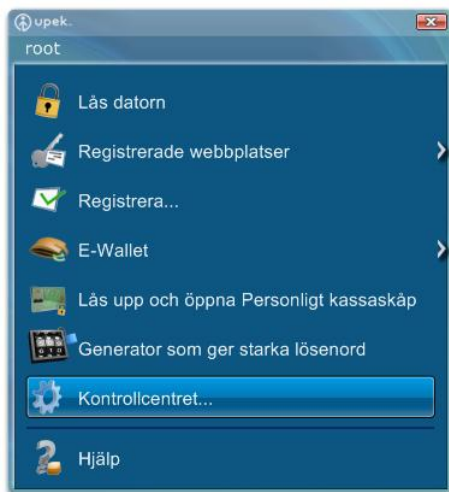 upek.
root
Lås datorn
Registrerade webbplatser
Registrera...
E-Wallet
Lås upp och öppna Personligt kassaskåp
Generator som ger starka lösenord
Kontrollcentret...
Hjälp